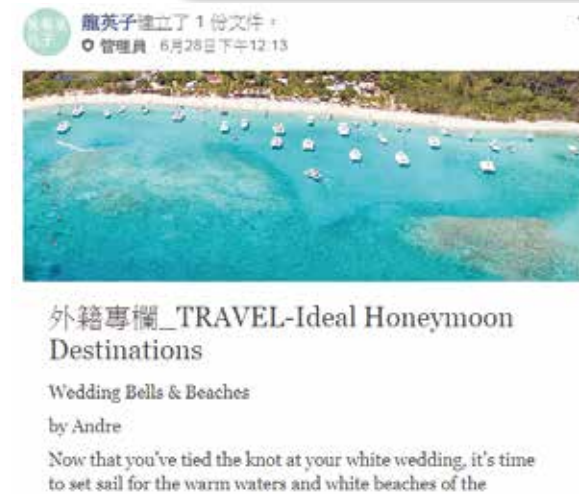 龍英子建立了 1 份文件。
管理員 6月28日下午12:13
外籍專欄_TRAVEL-Ideal Honeymoon
Destinations
Wedding Bells & Beaches
by Andre
Now that you've tied the knot at your white wedding, it's time
to set sail for the warm waters and white beaches of the